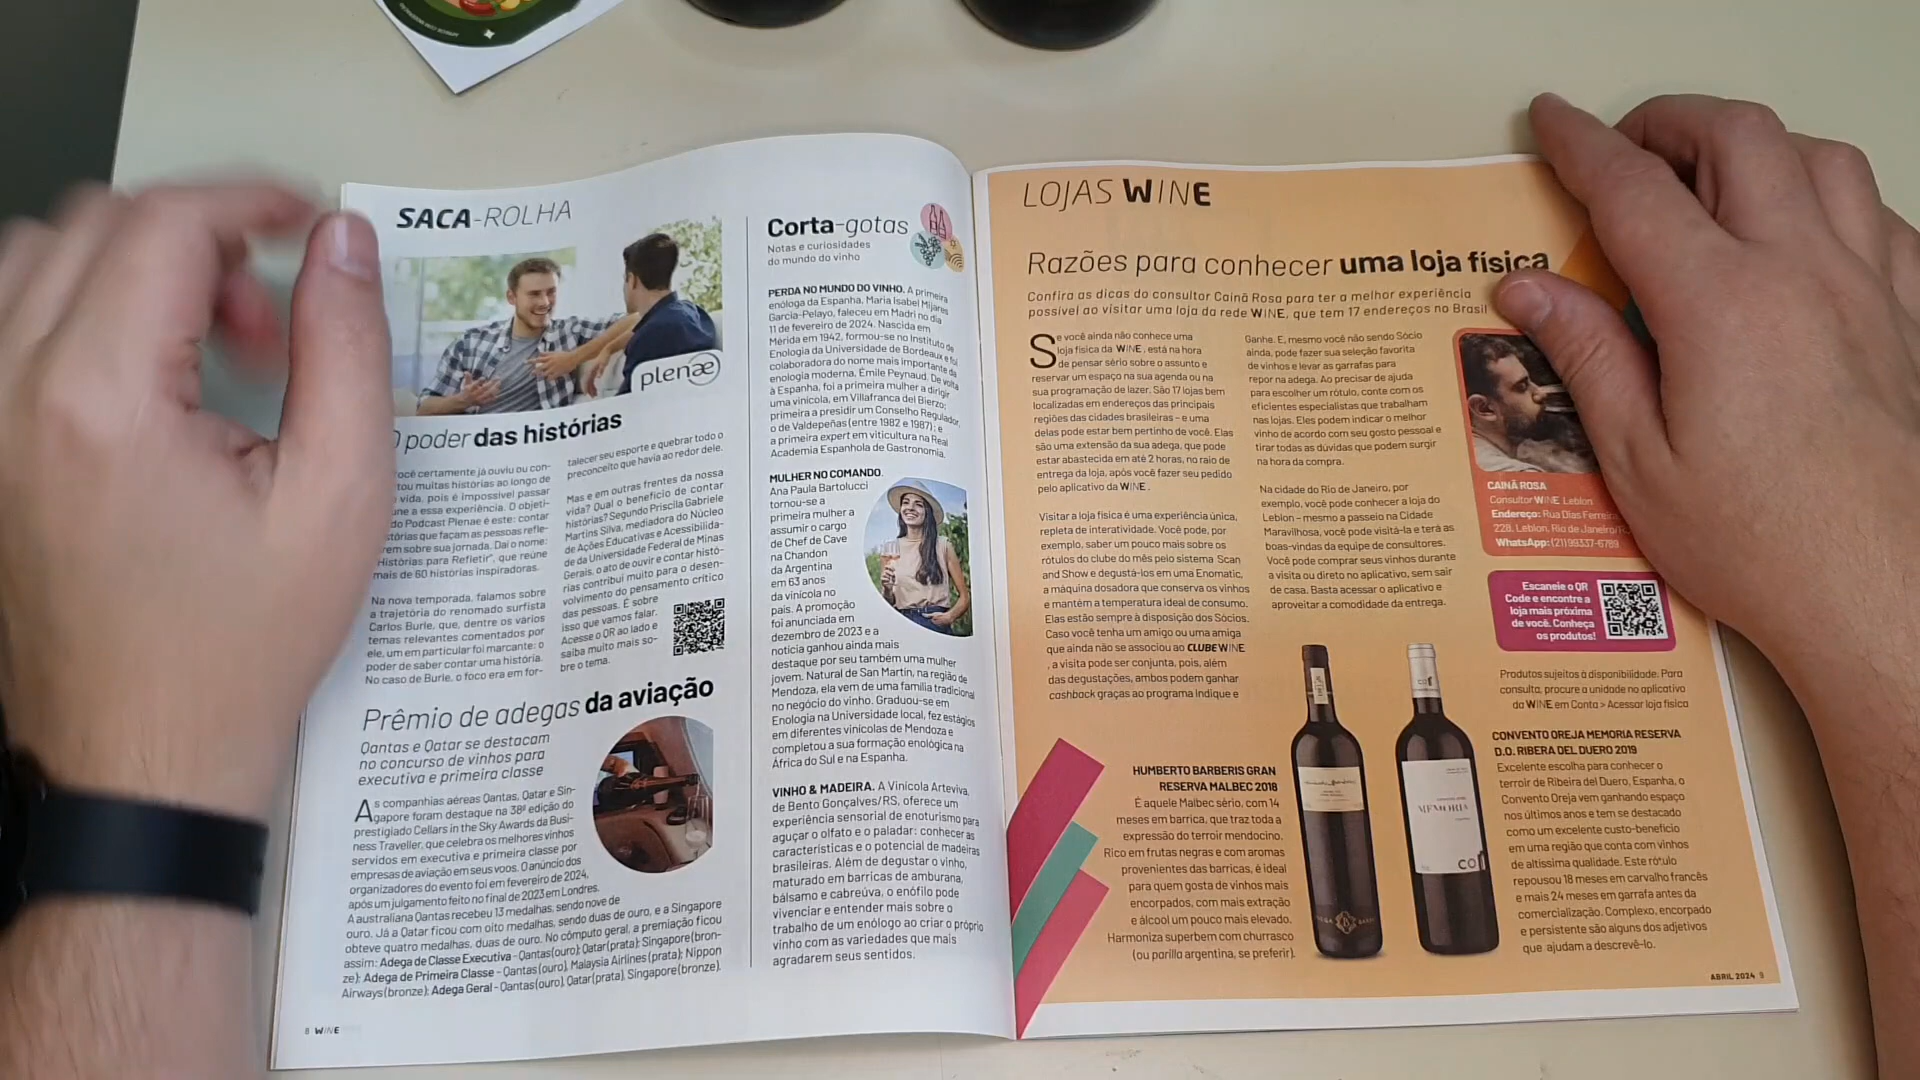 SACA-ROLHA
plenæ
poder das histórias
ocê certamente já ouviu ou con-
tou muitas histórias ao longo de
vida, pois é impossível passar
ne a essa experiência. O objeti-
do Podcast Plenae é este: contar
tórias que façam as pessoas refle-
rem sobre sua jornada. Daí o nome:
Histórias para Refletir", que reúne
mais de 60 histórias inspiradoras.
Na nova temporada, falamos sobre
a trajetória do renomado surfista
Carlos Burle, que, dentre os vários
temas relevantes comentados por
ele, um em particular foi marcante: o
poder de saber contar uma história.
No caso de Burle, o foco era em for-
talecer seu esporte e quebrar todo o
preconceito que havia ao redor dele.
Mas e em outras frentes da nossa
vida? Qual o benefício de contar
histórias? Segundo Priscila Gabriele
Martins Silva, mediadora do Núcleo
de Ações Educativas e Acessibilida-
de da Universidade Federal de Minas
Gerais, o ato de ouvir e contar histó-
rias contribui muito para o desen-
volvimento do pensamento crítico
das pessoas. E sobre
isso que vamos falar.
Acesse o QR ao lado e
saiba muito mais so-
bre o tema.
Prêmio de adegas da aviação
Qantas e Qatar se destacam
no concurso de vinhos para
executiva e primeira classe
As companhias aéreas Qantas, Qatar e Sin-
gapore foram destaque na 38ª edição do
prestigiado Cellars in the Sky Awards da Busi-
ness Traveller, que celebra os melhores vinhos
servidos em executiva e primeira classe por
empresas de aviação em seus voos. O anúncio dos
organizadores do evento foi em fevereiro de 2024,
após um julgamento feito no final de 2023 em Londres.
A australiana Qantas recebeu 13 medalhas, sendo nove de
ouro. Já a Qatar ficou com oito medalhas, sendo duas de ouro, e a Singapore
obteve quatro medalhas, duas de ouro. No cômputo geral, a premiação ficou
assim: Adega de Classe Executiva - Qantas (ouro); Qatar (prata); Singapore (bron-
ze); Adega de Primeira Classe - Qantas (ouro), Malaysia Airlines (prata); Nippon
Airways (bronze); Adega Geral - Qantas (ouro), Qatar (prata), Singapore (bronze).
8 WINE
Corta-gotas
Notas e curiosidades
do mundo do vinho
PERDA NO MUNDO DO VINHO. A primeira
enóloga da Espanha, Maria Isabel Mijares
García-Pelayo, faleceu em Madri no dia
11 de fevereiro de 2024. Nascida em
Mérida em 1942, formou-se no Instituto de
Enologia da Universidade de Bordeaux e foi
colaboradora do nome mais importante da
enologia moderna, Émile Peynaud. De volta
à Espanha, foi a primeira mulher a dirigir
uma vinícola, em Villafranca del Bierzo;
primeira a presidir um Conselho Regulador,
o de Valdepeñas (entre 1982 e 1987); e
a primeira expert em viticultura na Real
Academia Espanhola de Gastronomia.
MULHER NO COMANDO.
Ana Paula Bartolucci
tornou-se a
primeira mulher a
assumir o cargo
de Chef de Cave
na Chandon
da Argentina
em 63 anos
da vinícola no
país. A promoção
foi anunciada em
dezembro de 2023 e a
notícia ganhou ainda mais
destaque por seu também uma mulher
jovem. Natural de San Martín, na região de
Mendoza, ela vem de uma família tradicional
no negócio do vinho. Graduou-se em
Enologia na Universidade local, fez estágios
em diferentes vinícolas de Mendoza e
completou a sua formação enológica na
África do Sul e na Espanha.
VINHO & MADEIRA. A Vinícola Arteviva,
de Bento Gonçalves/RS, oferece um
experiência sensorial de enoturismo para
aguçar o olfato e o paladar: conhecer as
características e o potencial de madeiras
brasileiras. Além de degustar o vinho,
maturado em barricas de amburana,
bálsamo e cabreúva, o enófilo pode
vivenciar e entender mais sobre o
trabalho de um enólogo ao criar o próprio
vinho com as variedades que mais
agradarem seus sentidos.
LOJAS WINE
Razões para conhecer uma loja física
Confira as dicas do consultor Cainã Rosa para ter a melhor experiência
possível ao visitar uma loja da rede WINE, que tem 17 endereços no Brasil
Se você ainda não conhece uma
loja física da WINE, está na hora
de pensar sério sobre o assunto e
reservar um espaço na sua agenda ou na
sua programação de lazer. São 17 lojas bem
localizadas em endereços das principais
regiões das cidades brasileiras – e uma
delas pode estar bem pertinho de você. Elas
são uma extensão da sua adega, que pode
estar abastecida em até 2 horas, no raio de
entrega da loja, após você fazer seu pedido
pelo aplicativo da WINE.
Visitar a loja física é uma experiência única,
repleta de interatividade. Você pode, por
exemplo, saber um pouco mais sobre os
rótulos do clube do mês pelo sistema Scan
and Show e degustá-los em uma Enomatic,
a máquina dosadora que conserva os vinhos
e mantém a temperatura ideal de consumo.
Elas estão sempre à disposição dos Sócios.
Caso você tenha um amigo ou uma amiga
que ainda não se associou ao CLUBE WINE
, a visita pode ser conjunta, pois, além
das degustações, ambos podem ganhar
cashback graças ao programa Indique e
Ganhe. E, mesmo você não sendo Sócio
ainda, pode fazer sua seleção favorita
de vinhos e levar as garrafas para
repor na adega. Ao precisar de ajuda
para escolher um rótulo, conte com os
eficientes especialistas que trabalham
nas lojas. Eles podem indicar o melhor
vinho de acordo com seu gosto pessoal e
tirar todas as dúvidas que podem surgir
na hora da compra.
Na cidade do Rio de Janeiro, por
exemplo, você pode conhecer a loja do
Leblon – mesmo a passeio na Cidade
Maravilhosa, você pode visitá-la e terá as
boas-vindas da equipe de consultores.
Você pode comprar seus vinhos durante
a visita ou direto no aplicativo, sem sair
de casa. Basta acessar o aplicativo e
aproveitar a comodidade da entrega.
CAINÃ ROSA
Consultor WINE Leblon
Endereço: Rua Dias Ferreira
228, Leblon, Rio de Janeiro/
WhatsApp: (21) 99337-6789
Escaneie o QR
Code e encontre a
loja mais próxima
de você. Conheça
os produtos!
Produtos sujeitos à disponibilidade. Para
consulta, procure a unidade no aplicativo
da WINE em Conta > Acessar loja física
HUMBERTO BARBERIS GRAN
RESERVA MALBEC 2018
É aquele Malbec sério, com 14
meses em barrica, que traz toda a
expressão do terroir mendocino.
Rico em frutas negras e com aromas
provenientes das barricas, é ideal
para quem gosta de vinhos mais
encorpados, com mais extração
e álcool um pouco mais elevado.
Harmoniza superbem com churrasco
(ou parilla argentina, se preferir).
MEMORIA
CO
CONVENTO OREJA MEMORIA RESERVA
D.O. RIBERA DEL DUERO 2019
Excelente escolha para conhecer o
terroir de Ribeira del Duero, Espanha, o
Convento Oreja vem ganhando espaço
nos últimos anos e tem se destacado
como um excelente custo-benefício
em uma região que conta com vinhos
de altíssima qualidade. Este rótulo
repousou 18 meses em carvalho francês
e mais 24 meses em garrafa antes da
comercialização. Complexo, encorpado
e persistente são alguns dos adjetivos
que ajudam a descrevê-lo.
ABRIL 2024 9